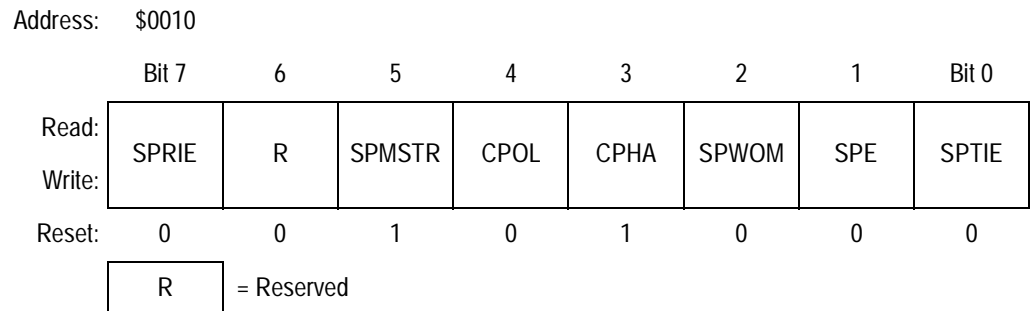 Address: $0010
Bit 7 6 5 4 3 2 1 Bit 0
Read:
SPRIE R SPMSTR CPOL CPHA SPWOM SPE SPTIE
Write:
Reset: 0 0 1 0 1 0 0 0
R = Reserved